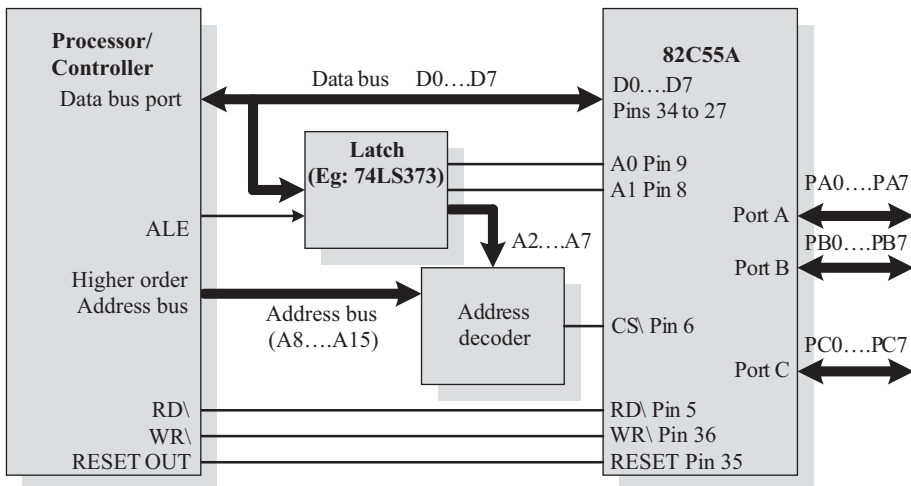 Processor/
Controller
Data bus port
ALE
Higher order
Address bus
RD\
WR\
RESET OUT
Data bus D0....D7
Latch
(Eg: 74LS373)
A2....A7
Address bus
(A8....A15)
Address
decoder
82C55A
D0....D7
Pins 34 to 27
A0 Pin 9
A1 Pin 8
CS\ Pin 6
RD\ Pin 5
WR\ Pin 36
RESET Pin 35
Port A
Port B
Port C
PA0....PA7
PB0....PB7
PC0....PC7